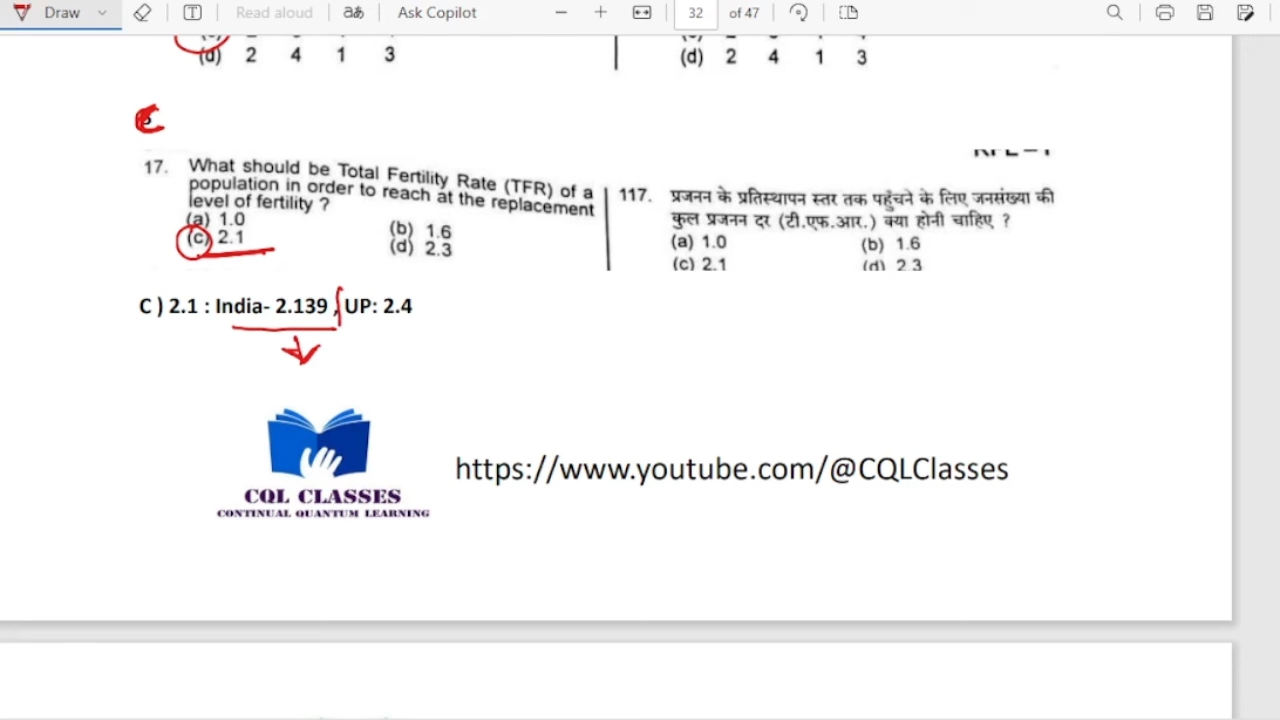 Draw
Read aloud
aあ
Ask Copilot
32 of 47
(d) 2 4 1 3
(d) 2 4 1 3
17. What should be Total Fertility Rate (TFR) of a
population in order to reach at the replacement
level of fertility ?
(a) 1.0
(b) 1.6
(c) 2.1
(d) 2.3
117. प्रजनन के प्रतिस्थापन स्तर तक पहुँचने के लिए जनसंख्या की
कुल प्रजनन दर (टी.एफ.आर.) क्या होनी चाहिए ?
(a) 1.0 (b) 1.6
(c) 2.1 (d) 2.3
C ) 2.1 : India- 2.139 , UP: 2.4
CQL CLASSES
CONTINUAL QUANTUM LEARNING
https://www.youtube.com/@CQLClasses